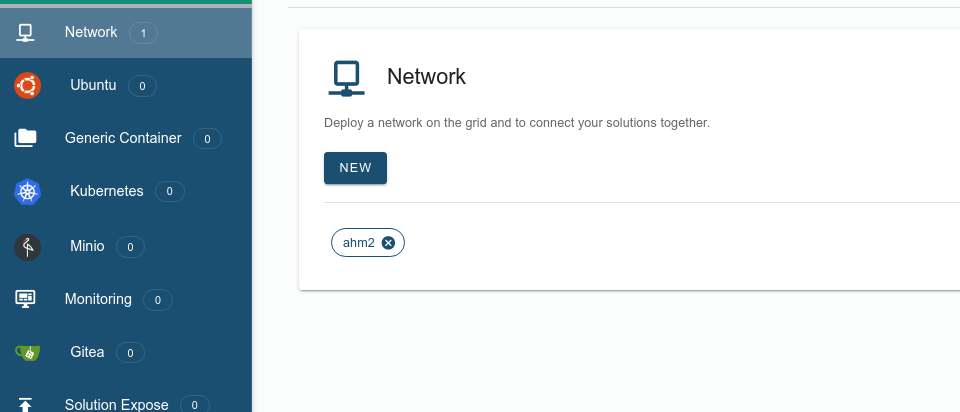 Network 1
Ubuntu 0
Generic Container 0
Kubernetes 0
Minio 0
Monitoring 0
Gitea 0
Solution Expose 0
Network
Deploy a network on the grid and to connect your solutions together.
NEW
ahm2